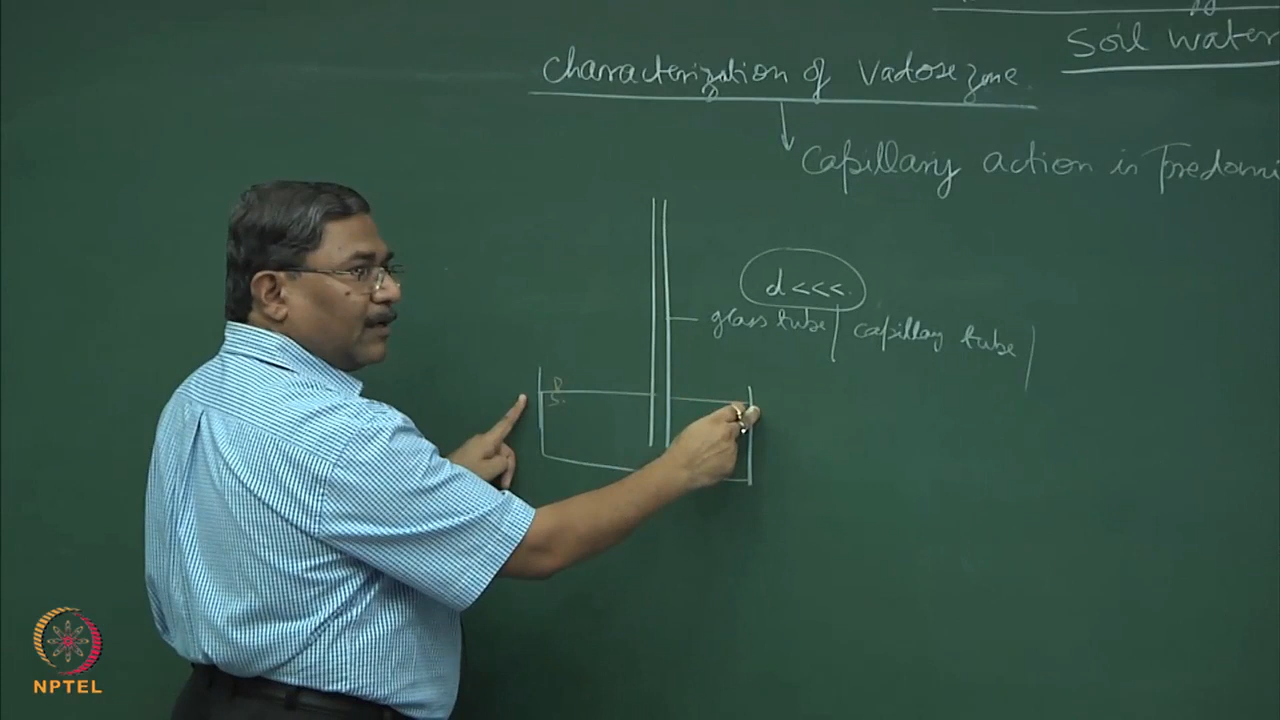 Soil water
Characterization of Vadose zone
Capillary action is Predomi
d <<<.
glass tube / capillary tube /
NPTEL